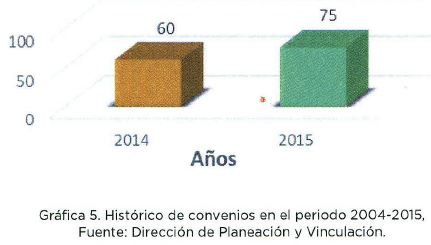 60
75
100
50
0
2014
2015
Años
Gráfica 5. Histórico de convenios en el periodo 2004-2015,
Fuente: Dirección de Planeación y Vinculación.